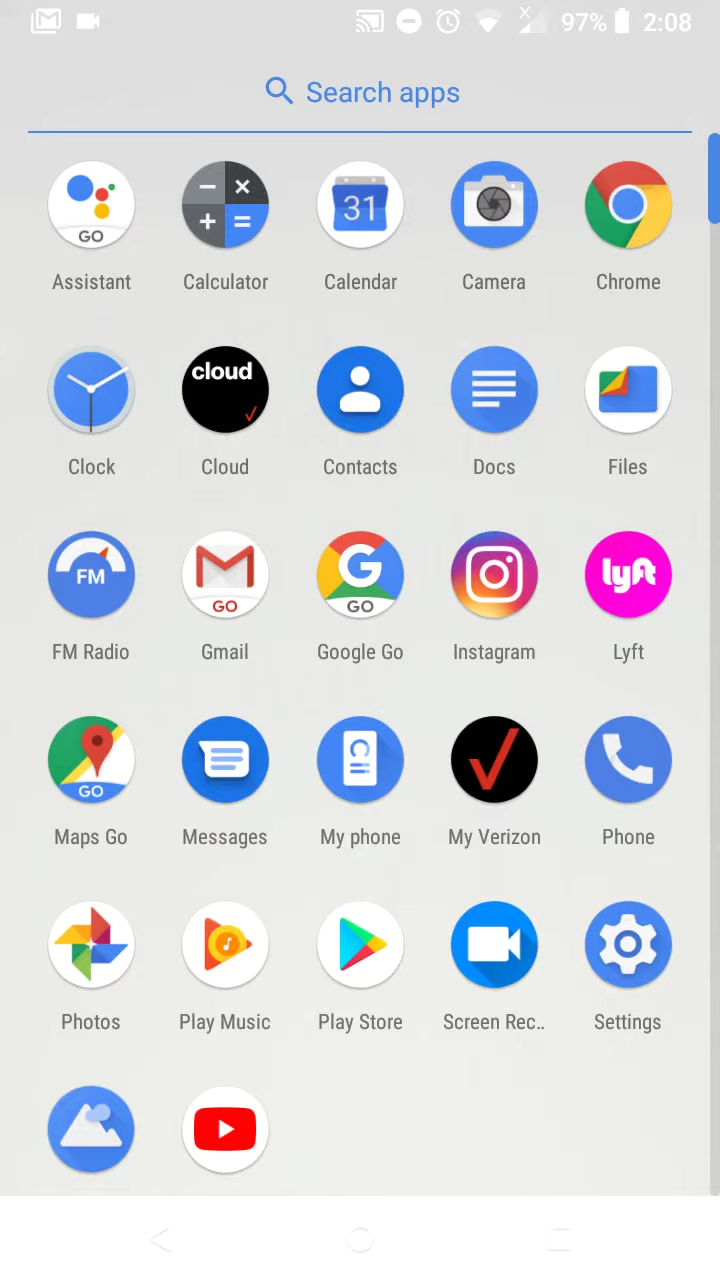 97% 2:08
Search apps
31
GO
Assistant Calculator Calendar Camera Chrome
cloud
Clock Cloud Contacts Docs Files
FM GO G GO lyft
FM Radio Gmail Google Go Instagram Lyft
GO
Maps Go Messages My phone My Verizon Phone
Photos Play Music Play Store Screen Rec.. Settings